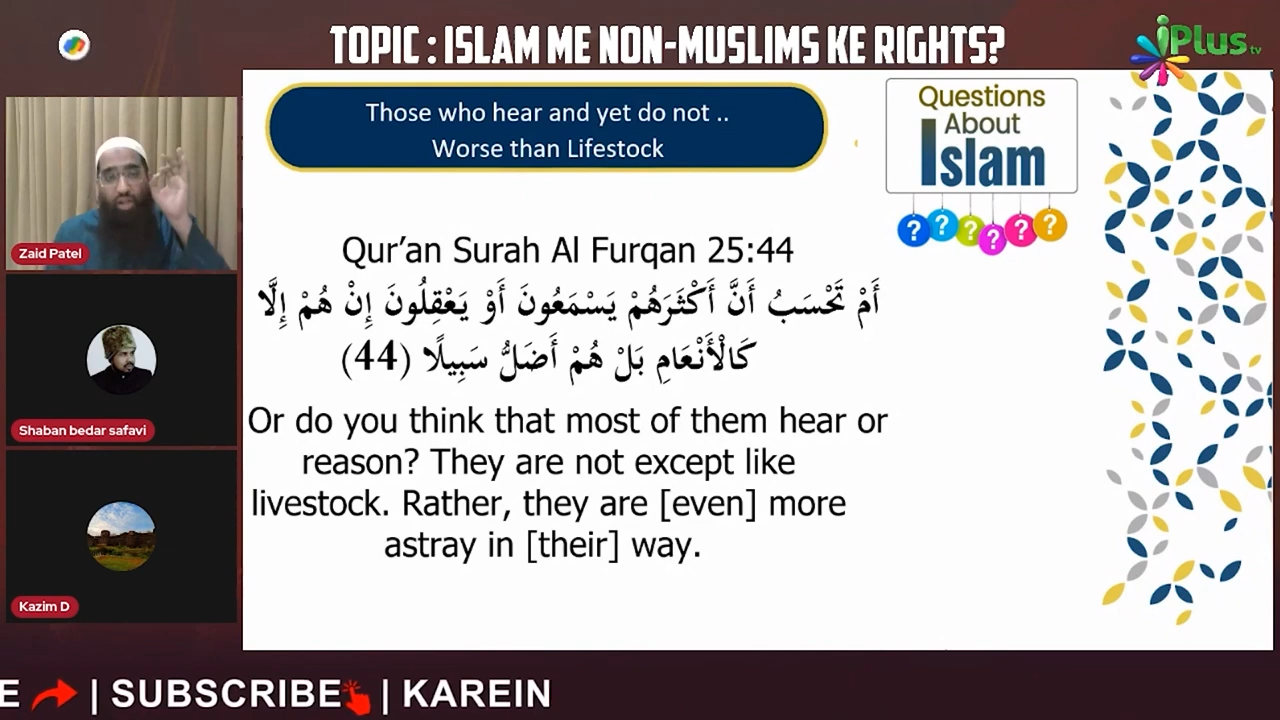 TOPIC : ISLAM ME NON-MUSLIMS KE RIGHTS?
iPlus tv
Those who hear and yet do not ..
Worse than Lifestock
Questions
About
Islam
? ? ? ? ? ?
Zaid Patel
Shaban bedar safavi
Kazim D
Qur’an Surah Al Furqan 25:44
أَمْ تَحْسَبُ أَنَّ أَكْثَرَهُمْ يَسْمَعُونَ أَوْ يَعْقِلُونَ إِنْ هُمْ إِلَّا
كَالْأَنْعَامِ بَلْ هُمْ أَضَلُّ سَبِيلًا (44)
Or do you think that most of them hear or
reason? They are not except like
livestock. Rather, they are [even] more
astray in [their] way.
E | SUBSCRIBE | KAREIN